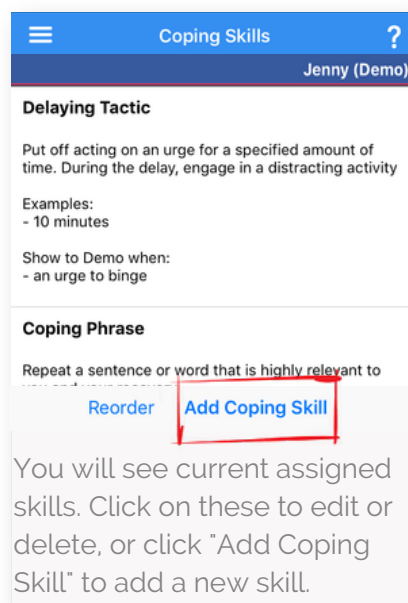 Coping Skills ?
Jenny (Demo)
Delaying Tactic
Put off acting on an urge for a specified amount of
time. During the delay, engage in a distracting activity
Examples:
- 10 minutes
Show to Demo when:
- an urge to binge
Coping Phrase
Repeat a sentence or word that is highly relevant to
Reorder Add Coping Skill
You will see current assigned
skills. Click on these to edit or
delete, or click "Add Coping
Skill" to add a new skill.